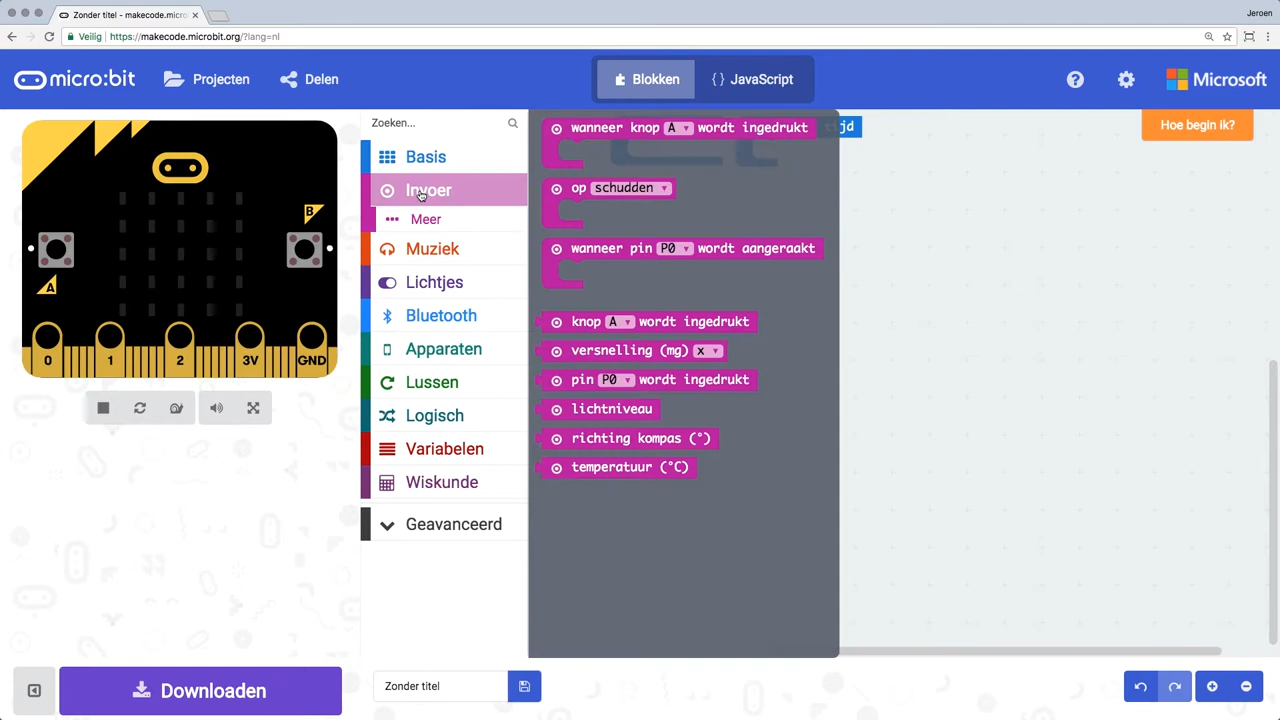 Zonder titel - makecode.micro
Jeroen
Veilig https://makecode.microbit.org/?lang=nl
micro:bit
Projecten
Delen
Blokken
{ } JavaScript
Microsoft
Zoeken...
Basis
Invoer
Meer
Muziek
Lichtjes
Bluetooth
Apparaten
Lussen
Logisch
Variabelen
Wiskunde
Geavanceerd
wanneer knop A wordt ingedrukt
op schudden
wanneer pin P0 wordt aangeraakt
knop A wordt ingedrukt
versnelling (mg) x
pin P0 wordt ingedrukt
lichtniveau
richting kompas (°)
temperatuur (°C)
Hoe begin ik?
B
A
0 1 2 3V GND
Downloaden
Zonder titel